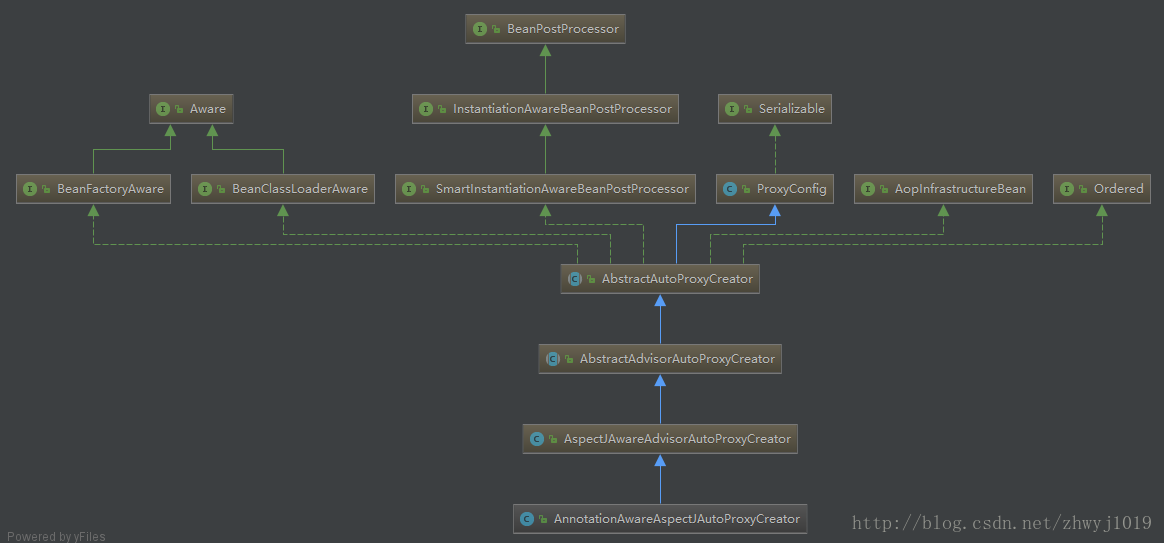 BeanPostProcessor
Aware
InstantiationAwareBeanPostProcessor
Serializable
BeanFactoryAware
BeanClassLoaderAware
SmartInstantiationAwareBeanPostProcessor
ProxyConfig
AopInfrastructureBean
Ordered
AbstractAutoProxyCreator
AbstractAdvisorAutoProxyCreator
AspectJAwareAdvisorAutoProxyCreator
AnnotationAwareAspectJAutoProxyCreator
http://blog.csdn.net/zhwyj1019
Powered by yFiles